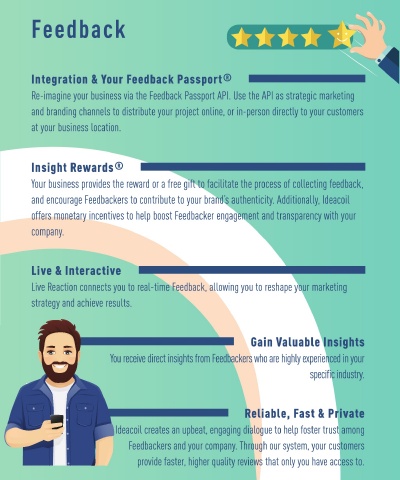 Feedback
Integration & Your Feedback Passport®
Re-imagine your business via the Feedback Passport API. Use the API as strategic marketing
and branding channels to distribute your project online, or in-person directly to your customers
at your business location.
Insight Rewards®
Your business provides the reward or a free gift to facilitate the process of collecting feedback,
and encourage Feedbackers to contribute to your brand's authenticity. Additionally, Ideacoil
offers monetary incentives to help boost Feedbacker engagement and transparency with your
company.
Live & Interactive
Live Reaction connects you to real-time Feedback, allowing you to reshape your marketing
strategy and achieve results.
Gain Valuable Insights
You receive direct insights from Feedbackers who are highly experienced in your
specific industry.
Reliable, Fast & Private
Ideacoil creates an upbeat, engaging dialogue to help foster trust among
Feedbackers and your company. Through our system, your customers
provide faster, higher quality reviews that only you have access to.